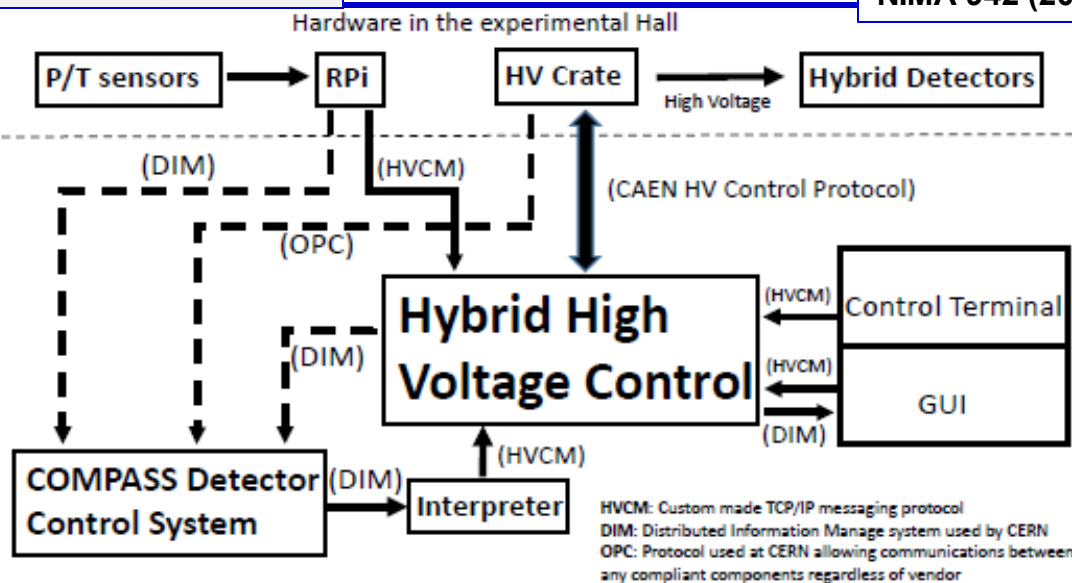 Hardware in the experimental Hall
P/T sensors
RPi
HV Crate
High Voltage
Hybrid Detectors
(DIM)
(HVCM)
(CAEN HV Control Protocol)
(OPC)
Hybrid High
Voltage Control
(HVCM)
Control Terminal
(DIM)
(HVCM)
GUI
(DIM)
(HVCM)
COMPASS Detector
Control System
(DIM)
Interpreter
HVCM: Custom made TCP/IP messaging protocol
DIM: Distributed Information Manage system used by CERN
OPC: Protocol used at CERN allowing communications between
any compliant components regardless of vendor